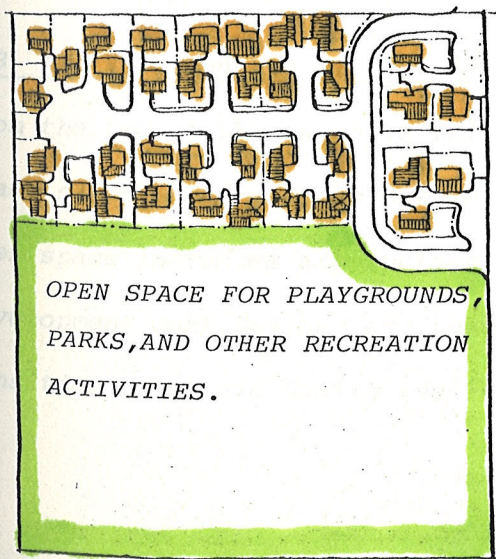 OPEN SPACE FOR PLAYGROUNDS,
PARKS,AND OTHER RECREATION
ACTIVITIES.